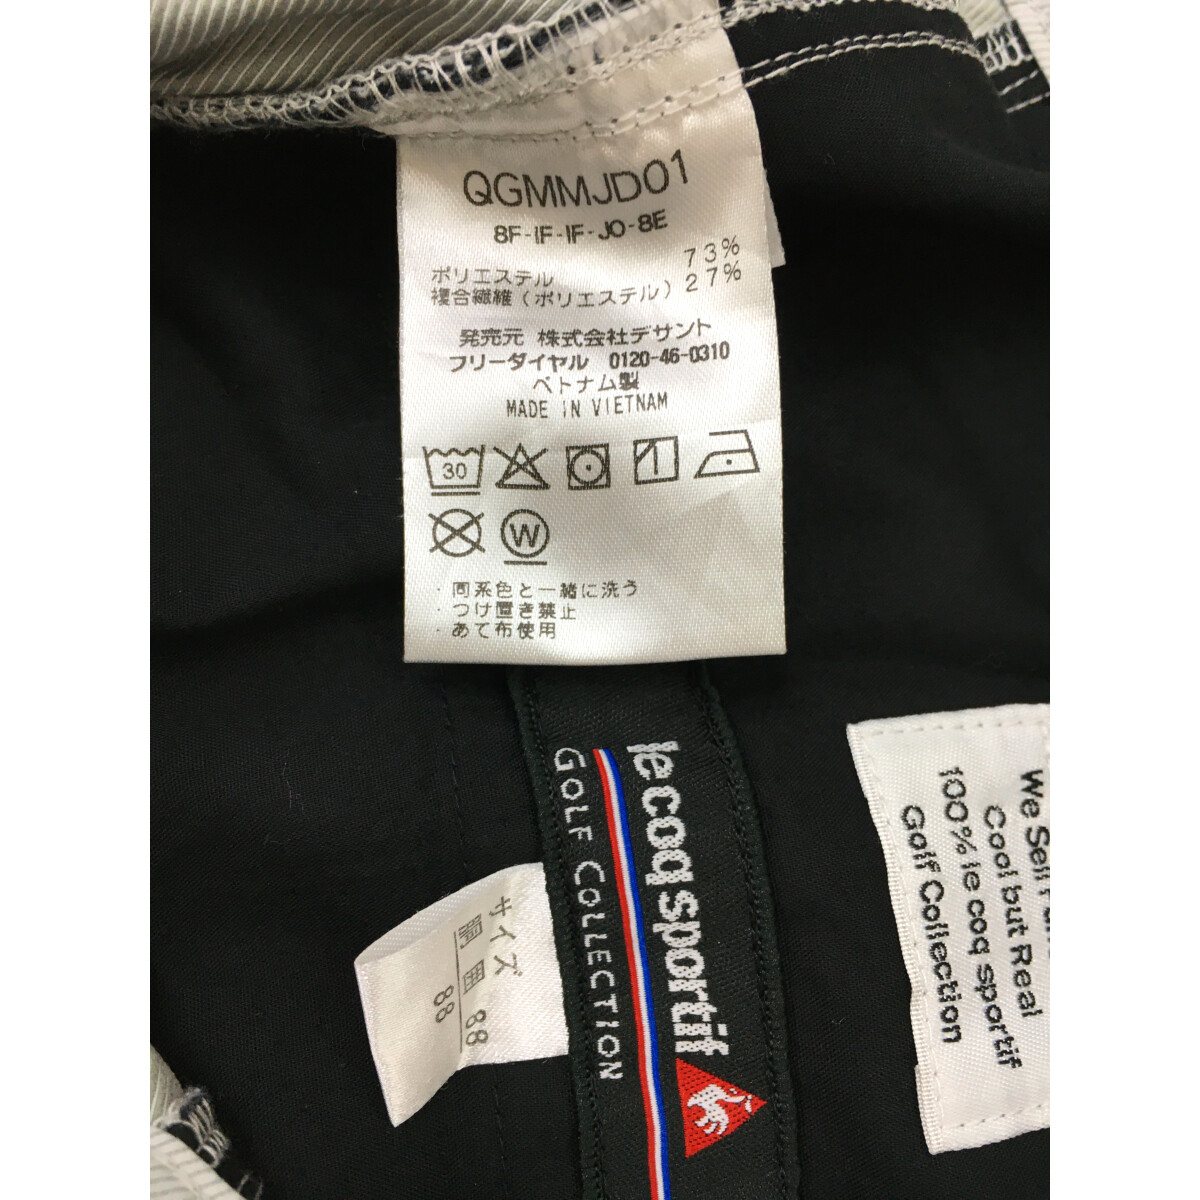 QGMMJD01
8F-IF-IF-JO-8E
ポリエステル 73%
複合繊維(ポリエステル) 27%
発売元 株式会社デサント
フリーダイヤル 0120-46-0310
ベトナム製
MADE IN VIETNAM
30
W
・同系色と一緒に洗う
・つけ置き禁止
・あて布使用
le coq sportif
GOLF COLLECTION
サイズ 88
胴囲 88
We Sell
Cool but Real
100% le coq sportif
Golf Collection